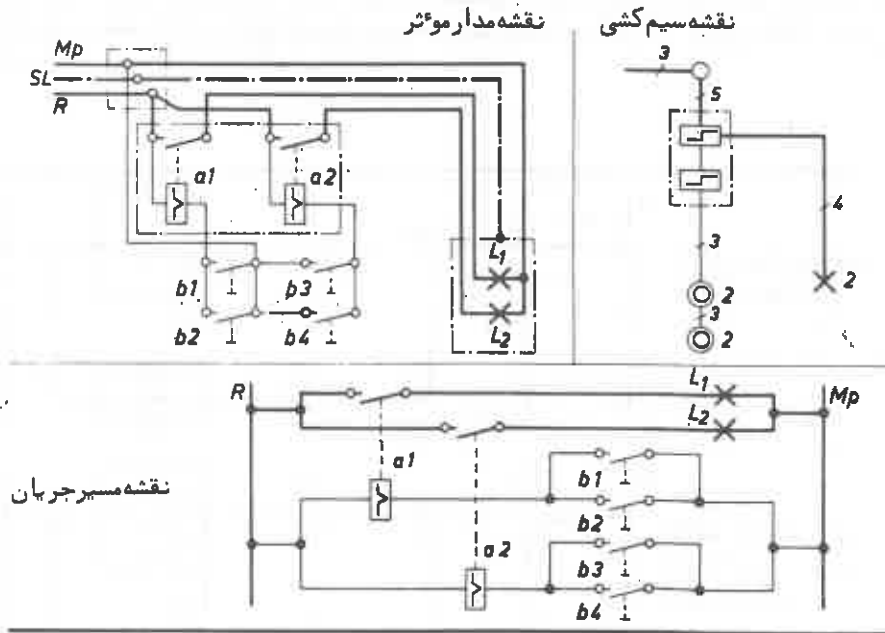 نقشه سیم‌کشی
نقشه مدار موٴثر
Mp
SL
R
a1
a2
b1
b3
b2
b4
L1
L2
3
5
4
3
2
2
3
2
R
L1
Mp
L2
a1
b1
نقشه مسیر جریان
b2
a2
b3
b4